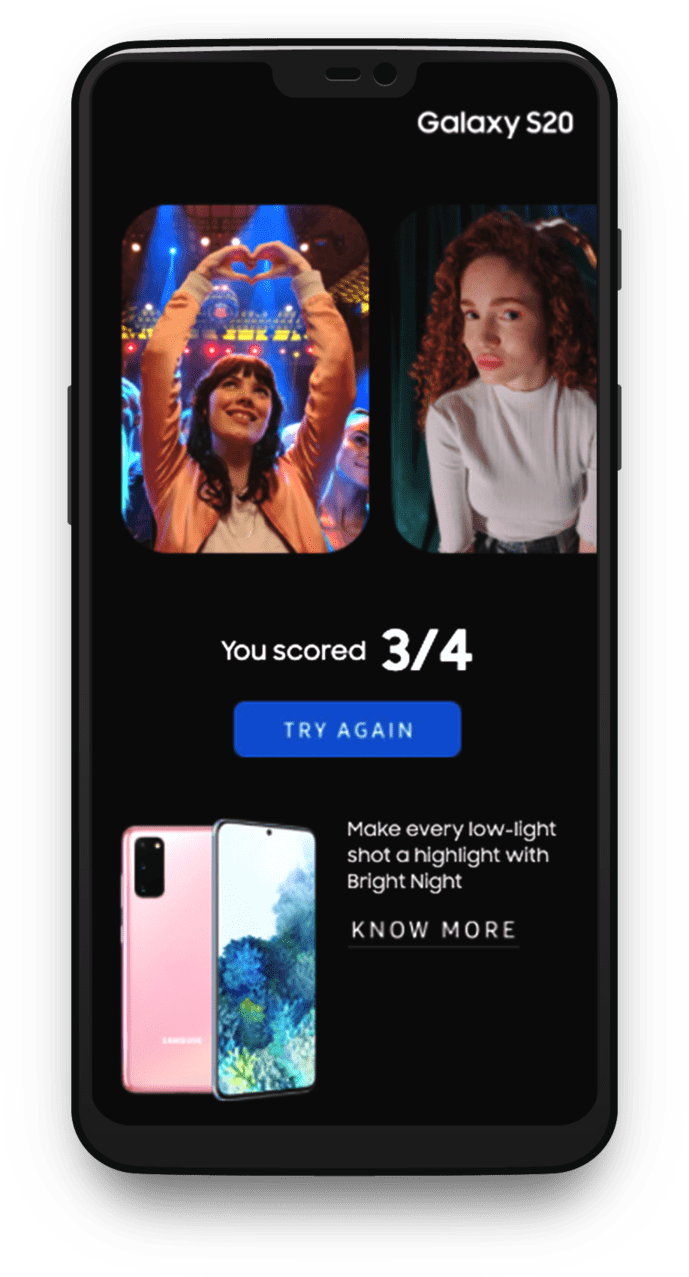 Galaxy S20
You scored 3/4
TRY AGAIN
Make every low-light
shot a highlight with
Bright Night
KNOW MORE
SAMSUNG